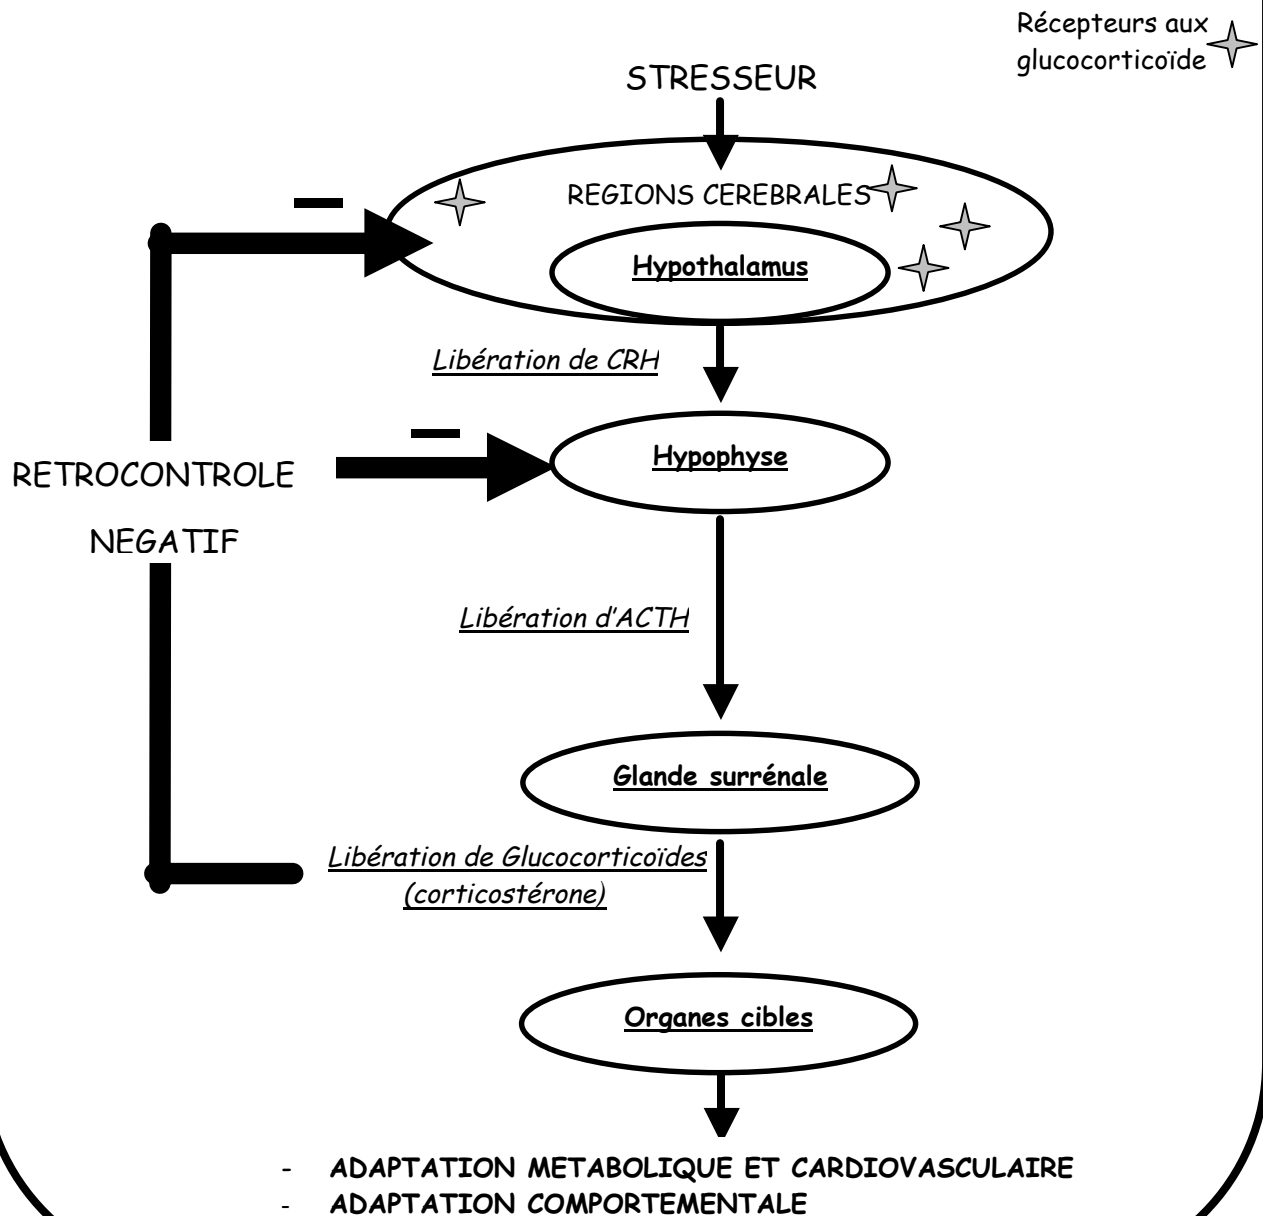 Récepteurs aux
glucocorticoïde
STRESSEUR
REGIONS CEREBRALES
Hypothalamus
Libération de CRH
Hypophyse
RETROCONTROLE
NEGATIF
Libération d'ACTH
Glande surrénale
Libération de Glucocorticoïdes
(corticostérone)
Organes cibles
- ADAPTATION METABOLIQUE ET CARDIOVASCULAIRE
- ADAPTATION COMPORTEMENTALE